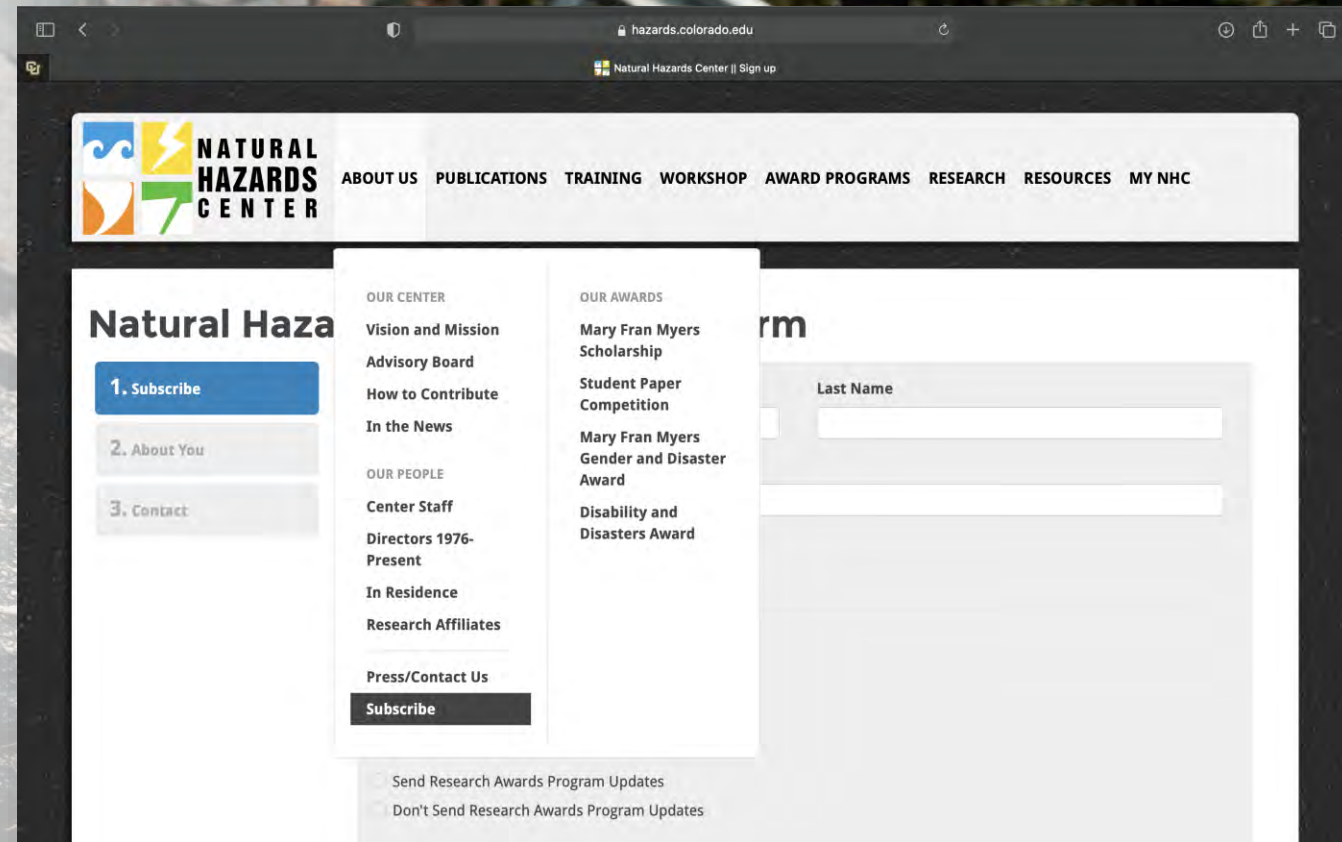 hazards.colorado.edu
CU
Natural Hazards Center || Sign up
NATURAL
HAZARDS
CENTER
ABOUT US PUBLICATIONS TRAINING WORKSHOP AWARD PROGRAMS RESEARCH RESOURCES MY NHC
Natural Haza
rm
1. Subscribe
2. About You
3. Contact
OUR CENTER
Vision and Mission
Advisory Board
How to Contribute
In the News
OUR PEOPLE
Center Staff
Directors 1976-
Present
In Residence
Research Affiliates
Press/Contact Us
Subscribe
OUR AWARDS
Mary Fran Myers
Scholarship
Student Paper
Competition
Mary Fran Myers
Gender and Disaster
Award
Disability and
Disasters Award
Last Name
Send Research Awards Program Updates
Don't Send Research Awards Program Updates